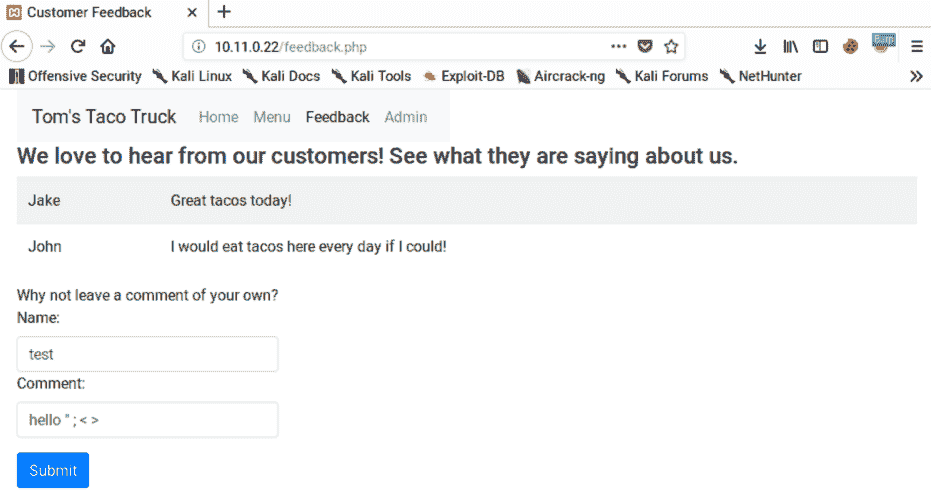 Customer Feedback
10.11.0.22/feedback.php
Offensive Security Kali Linux Kali Docs Kali Tools Exploit-DB Aircrack-ng Kali Forums NetHunter
Tom's Taco Truck Home Menu Feedback Admin
We love to hear from our customers! See what they are saying about us.
Jake Great tacos today!
John I would eat tacos here every day if I could!
Why not leave a comment of your own?
Name:
test
Comment:
hello " ; < >
Submit